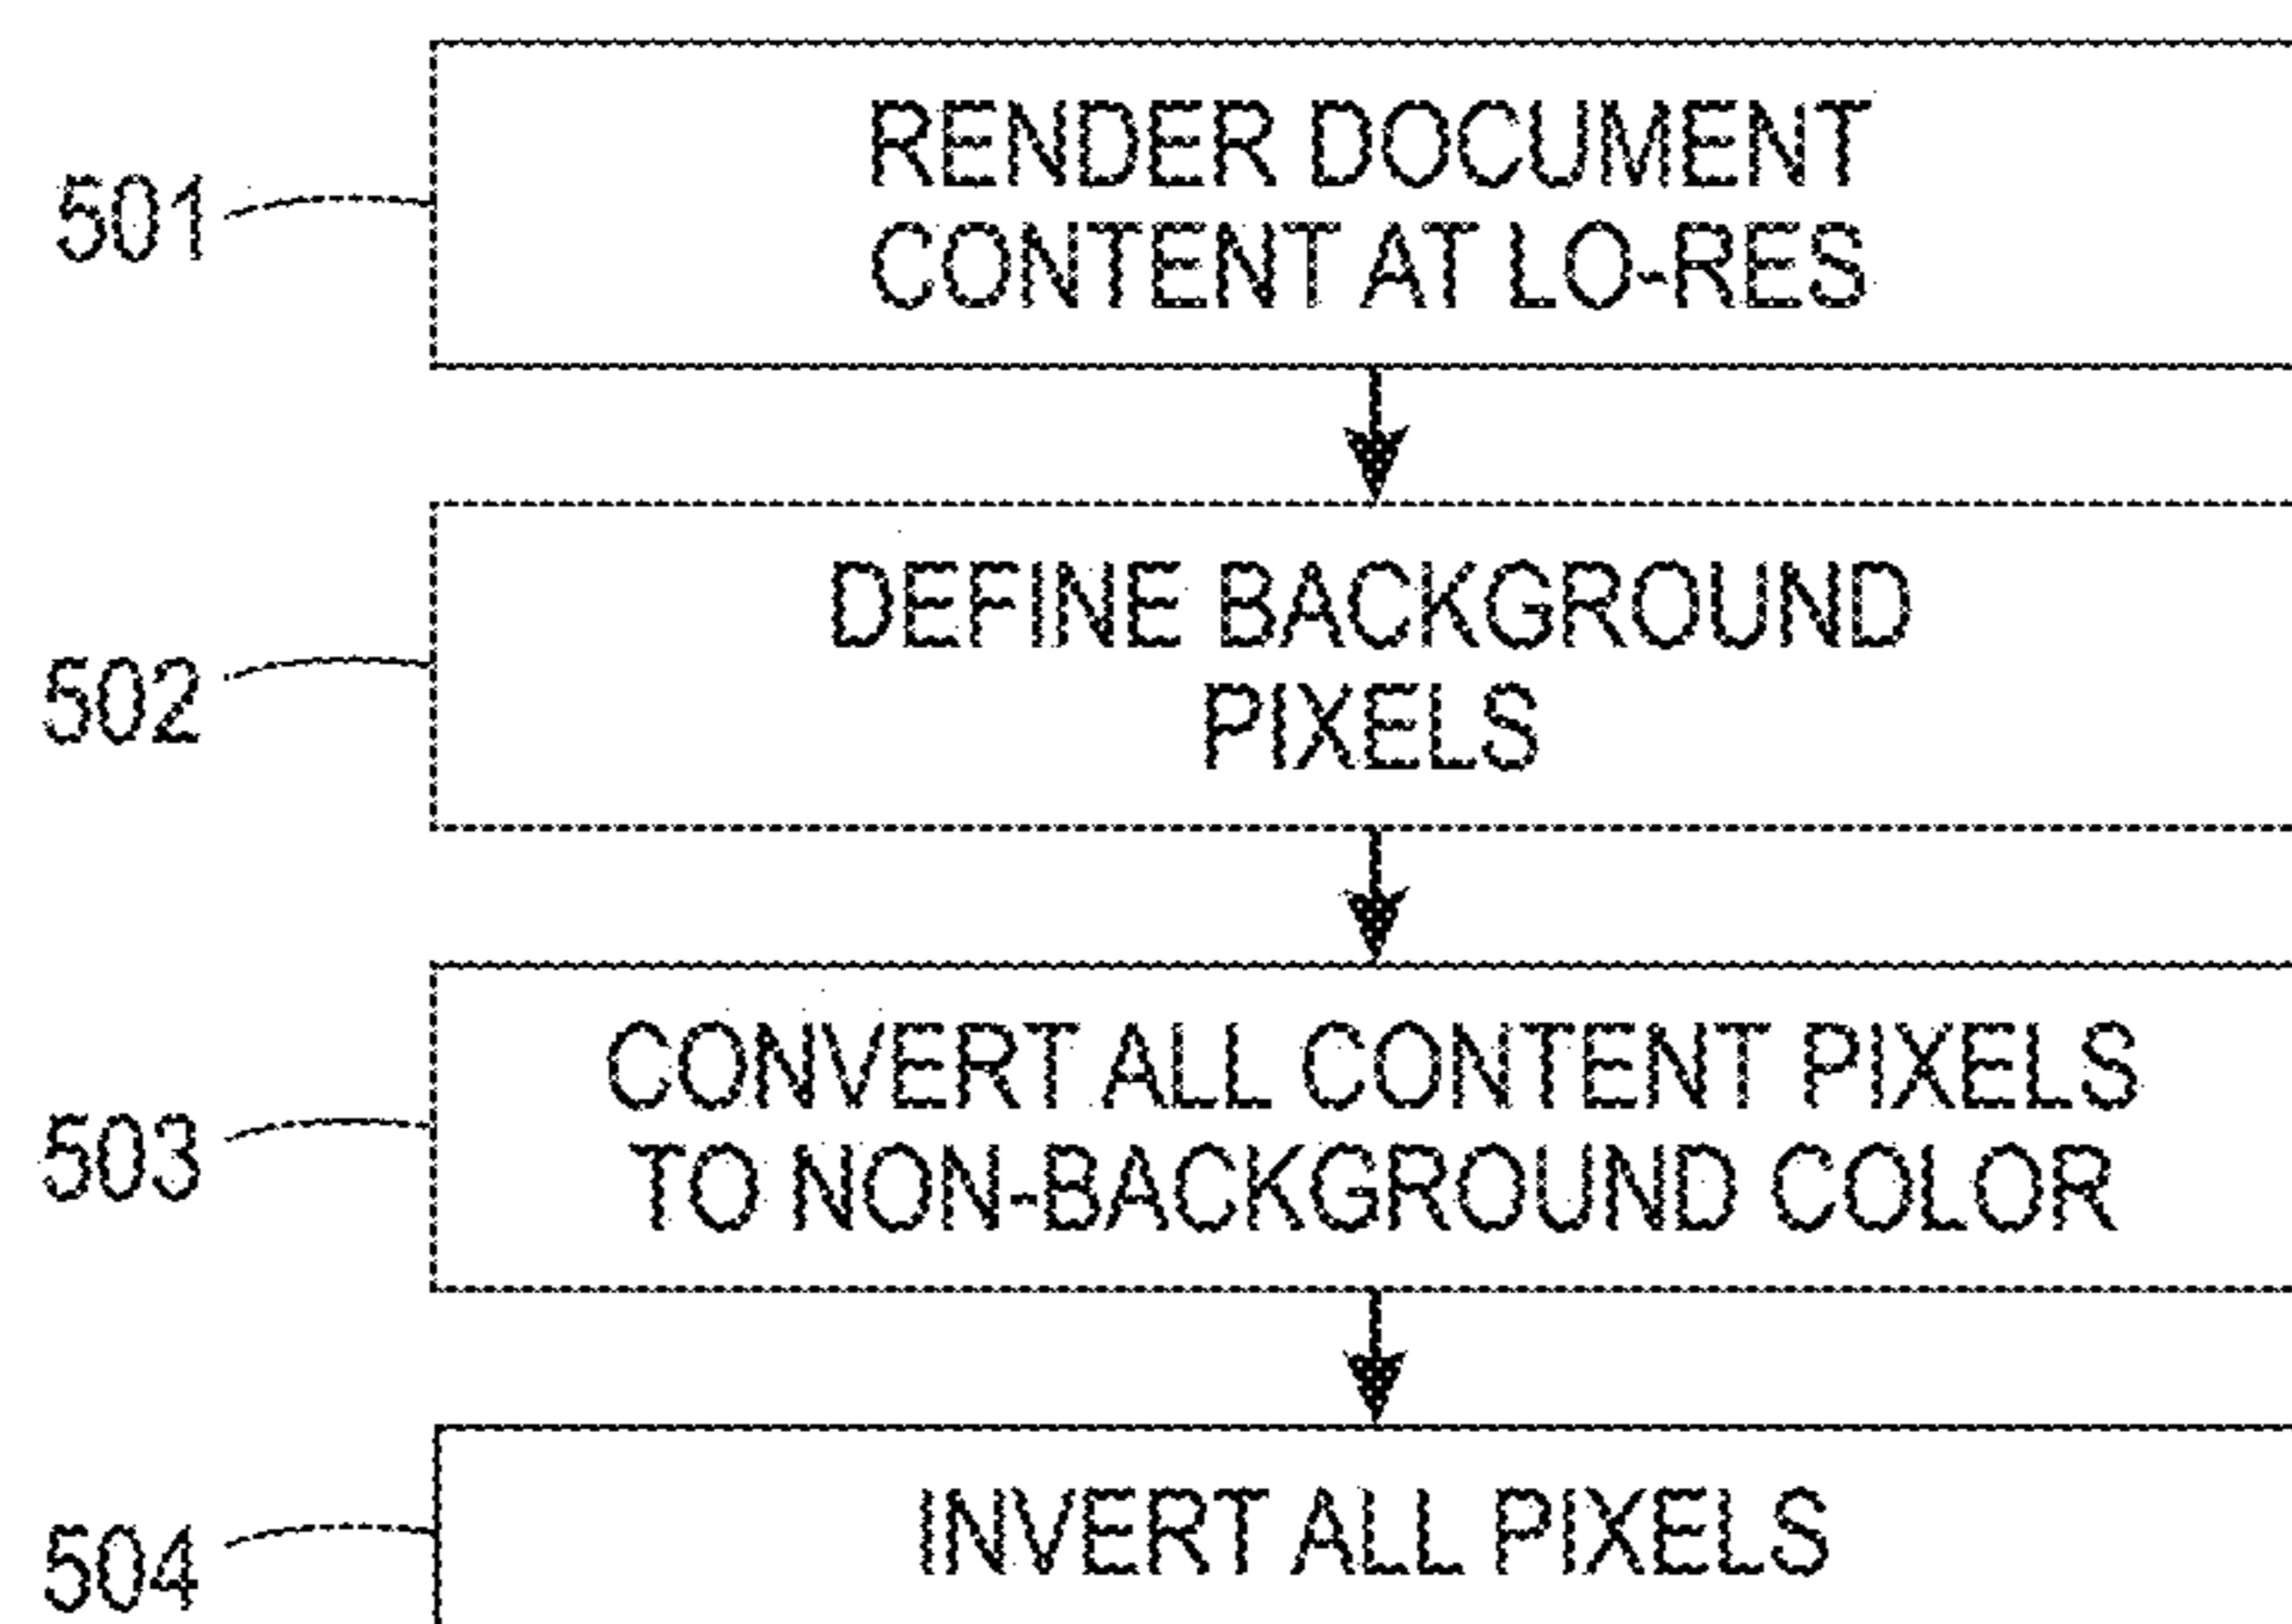 501
RENDER DOCUMENT
CONTENT AT LO-RES
502
DEFINE BACKGROUND
PIXELS
503
CONVERT ALL CONTENT PIXELS
TO NON-BACKGROUND COLOR
504
INVERT ALL PIXELS